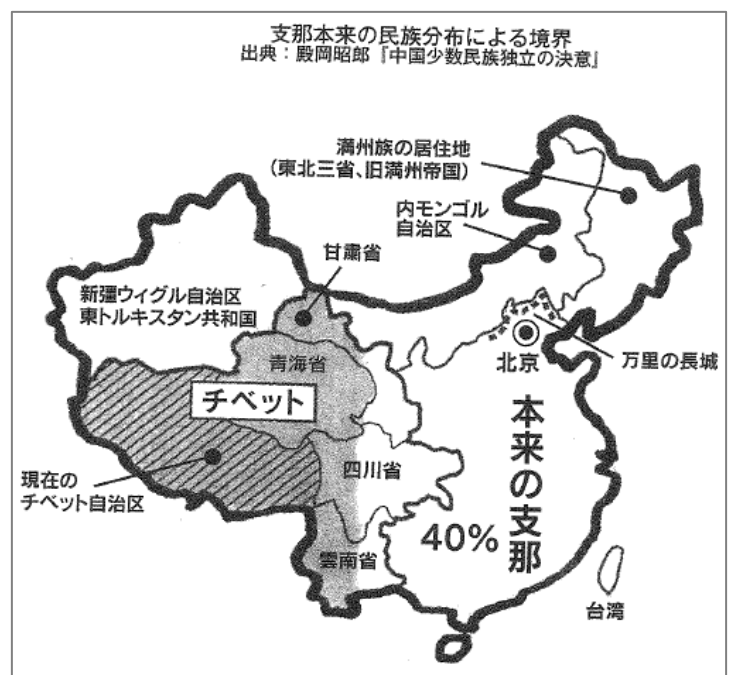 支那本来の民族分布による境界
出典：殿岡昭郎『中国少数民族独立の決意』
満州族の居住地
（東北三省、旧満州帝国）
内モンゴル
自治区
甘粛省
新疆ウィグル自治区
東トルキスタン共和国
北京
万里の長城
青海省
チベット
本来の支那
40%
四川省
現在の
チベット自治区
雲南省
台湾